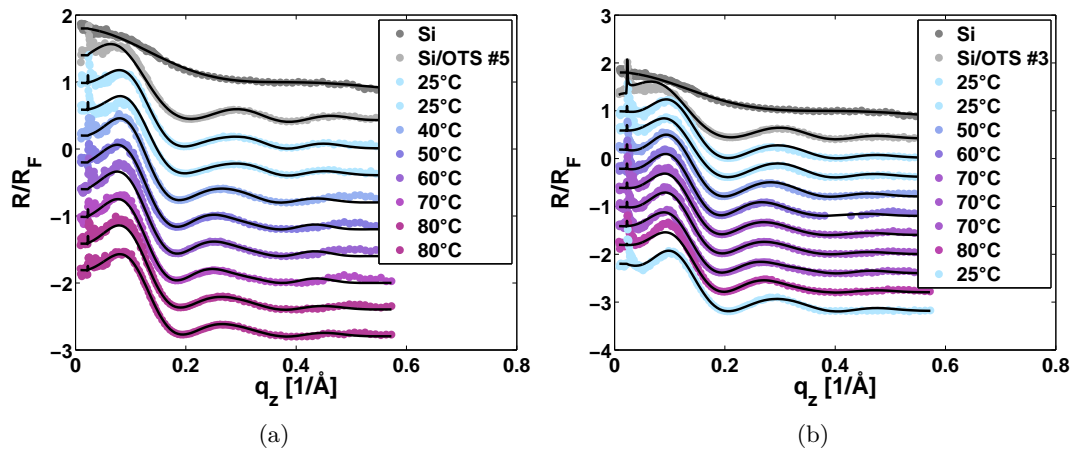 2
1
0
−1
−2
−3
R/R_F
0
0.2
0.4
0.6
0.8
q_z [1/Å]
Si
Si/OTS #5
25°C
25°C
40°C
50°C
60°C
70°C
80°C
80°C
(a)
4
3
2
1
0
−1
−2
−3
−4
R/R_F
0
0.2
0.4
0.6
0.8
q_z [1/Å]
Si
Si/OTS #3
25°C
25°C
50°C
60°C
70°C
70°C
70°C
80°C
25°C
(b)